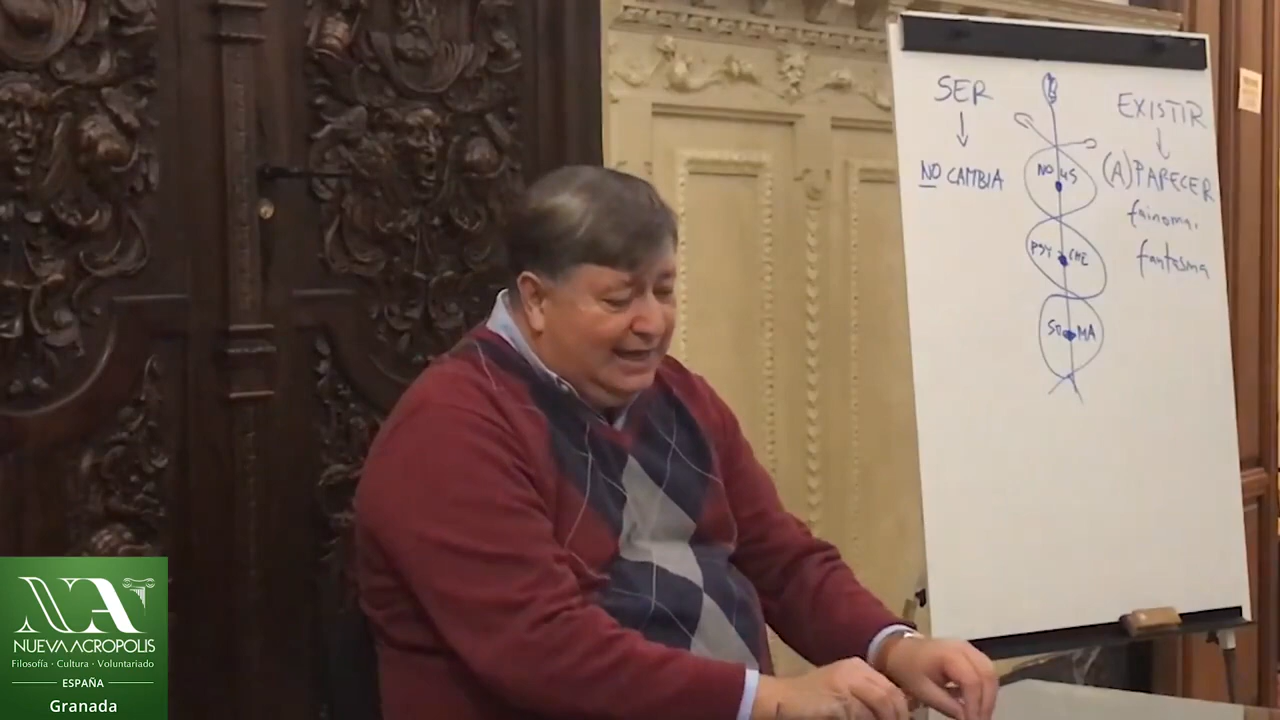 SER
NO CAMBIA
NOUS
PSYCHE
SOMA
EXISTIR
(A)PARECER
fainoma.
fantasma
NUEVA ACROPOLIS
Filosofía · Cultura · Voluntariado
ESPAÑA
Granada